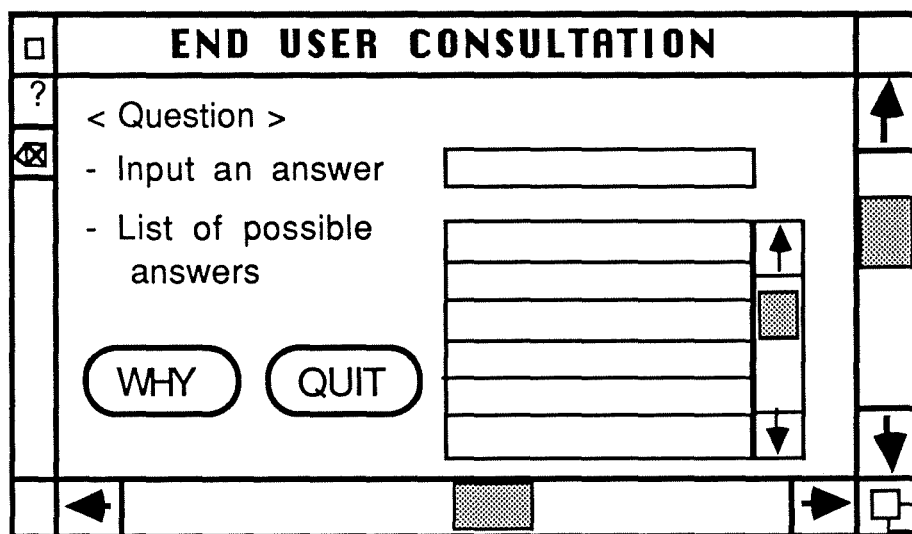 END USER CONSULTATION
?
< Question >
- Input an answer
- List of possible
answers
WHY
QUIT